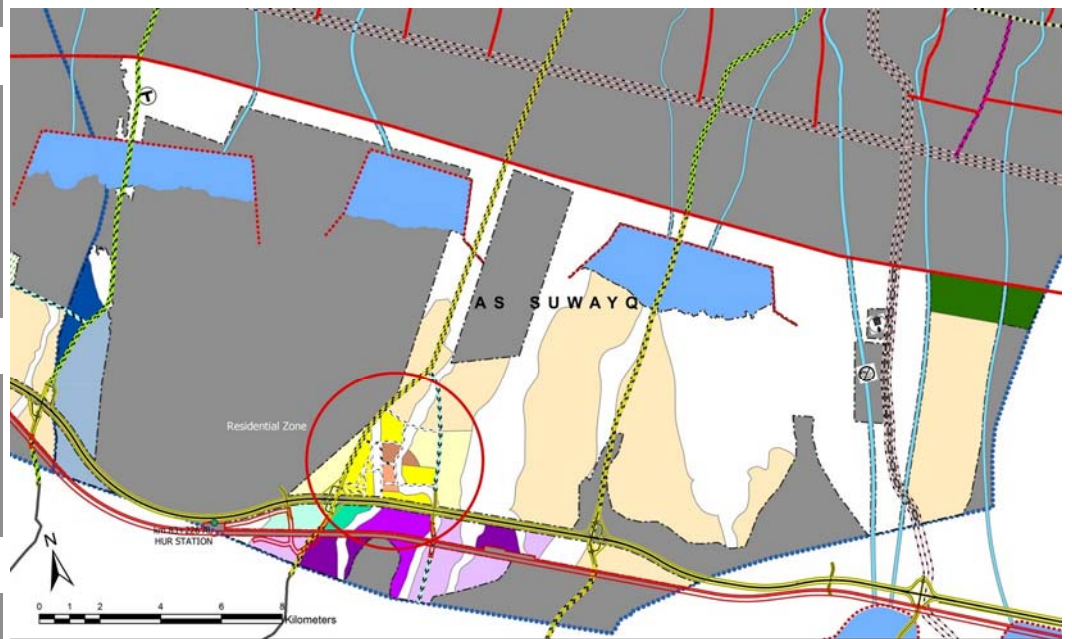 AS SUWAYQ
Residential Zone
HUR STATION
N
0 1 2 4 6 8
Kilometers